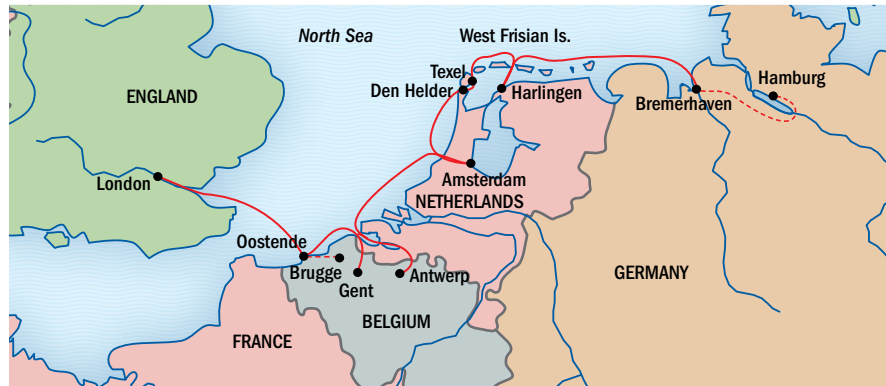 North Sea
West Frisian Is.
Texel
Den Helder
Harlingen
Hamburg
Bremerhaven
ENGLAND
London
Amsterdam
NETHERLANDS
Oostende
Brugge
Gent
Antwerp
GERMANY
BELGIUM
FRANCE